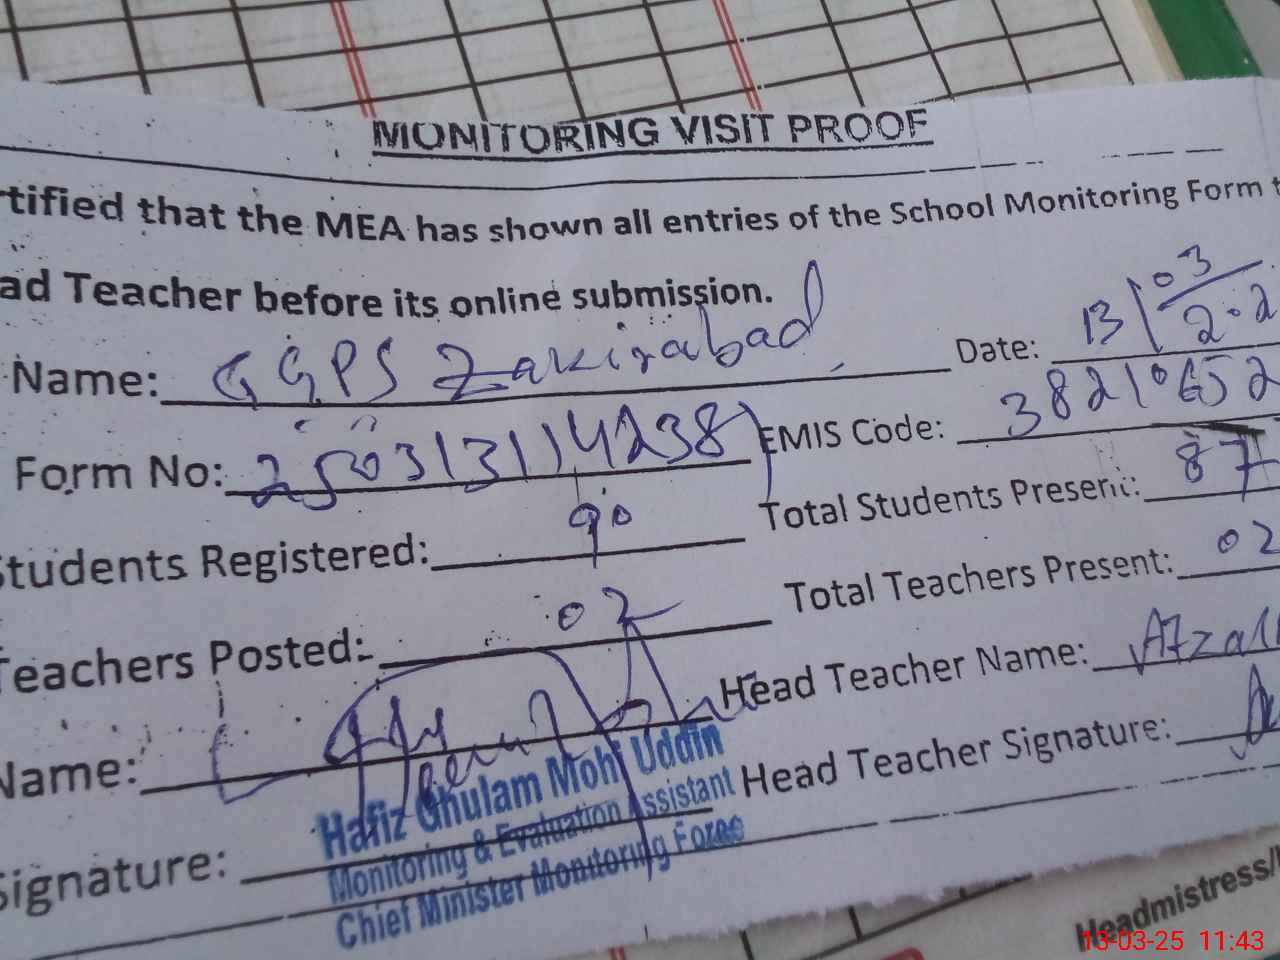 MONITORING VISIT PROOF
rtified that the MEA has shown all entries of the School Monitoring Form t
ad Teacher before its online submission.
Name: GGPS Zakirabad Date: 13/03/202
Form No: 250313114238 EMIS Code: 38210652
Students Registered: 90 Total Students Present: 87
Teachers Posted: 02 Total Teachers Present: 02
Name: Head Teacher Name: Afzal
Signature: Head Teacher Signature:
Hafiz Ghulam Mohi Uddin
Monitoring & Evaluation Assistant
Chief Minister Monitoring Force
Headmistress/
13-03-25 11:43